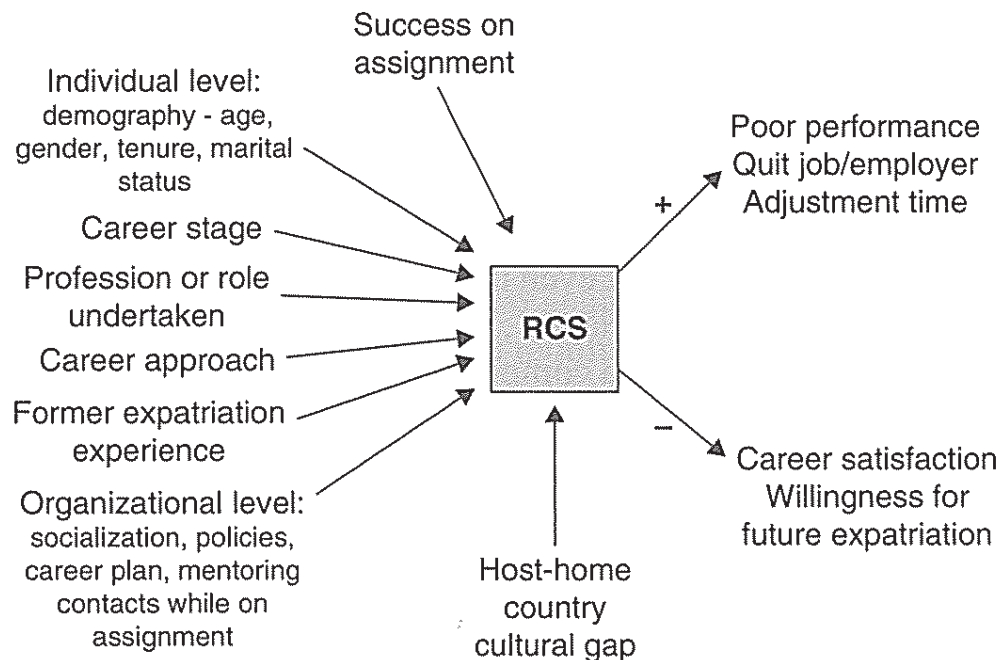 Success on
assignment
Individual level:
demography - age,
gender, tenure, marital
status
Career stage
Profession or role
undertaken
Career approach
Former expatriation
experience
Organizational level:
socialization, policies,
career plan, mentoring
contacts while on
assignment
RCS
Host-home
country
cultural gap
+
Poor performance
Quit job/employer
Adjustment time
–
Career satisfaction
Willingness for
future expatriation